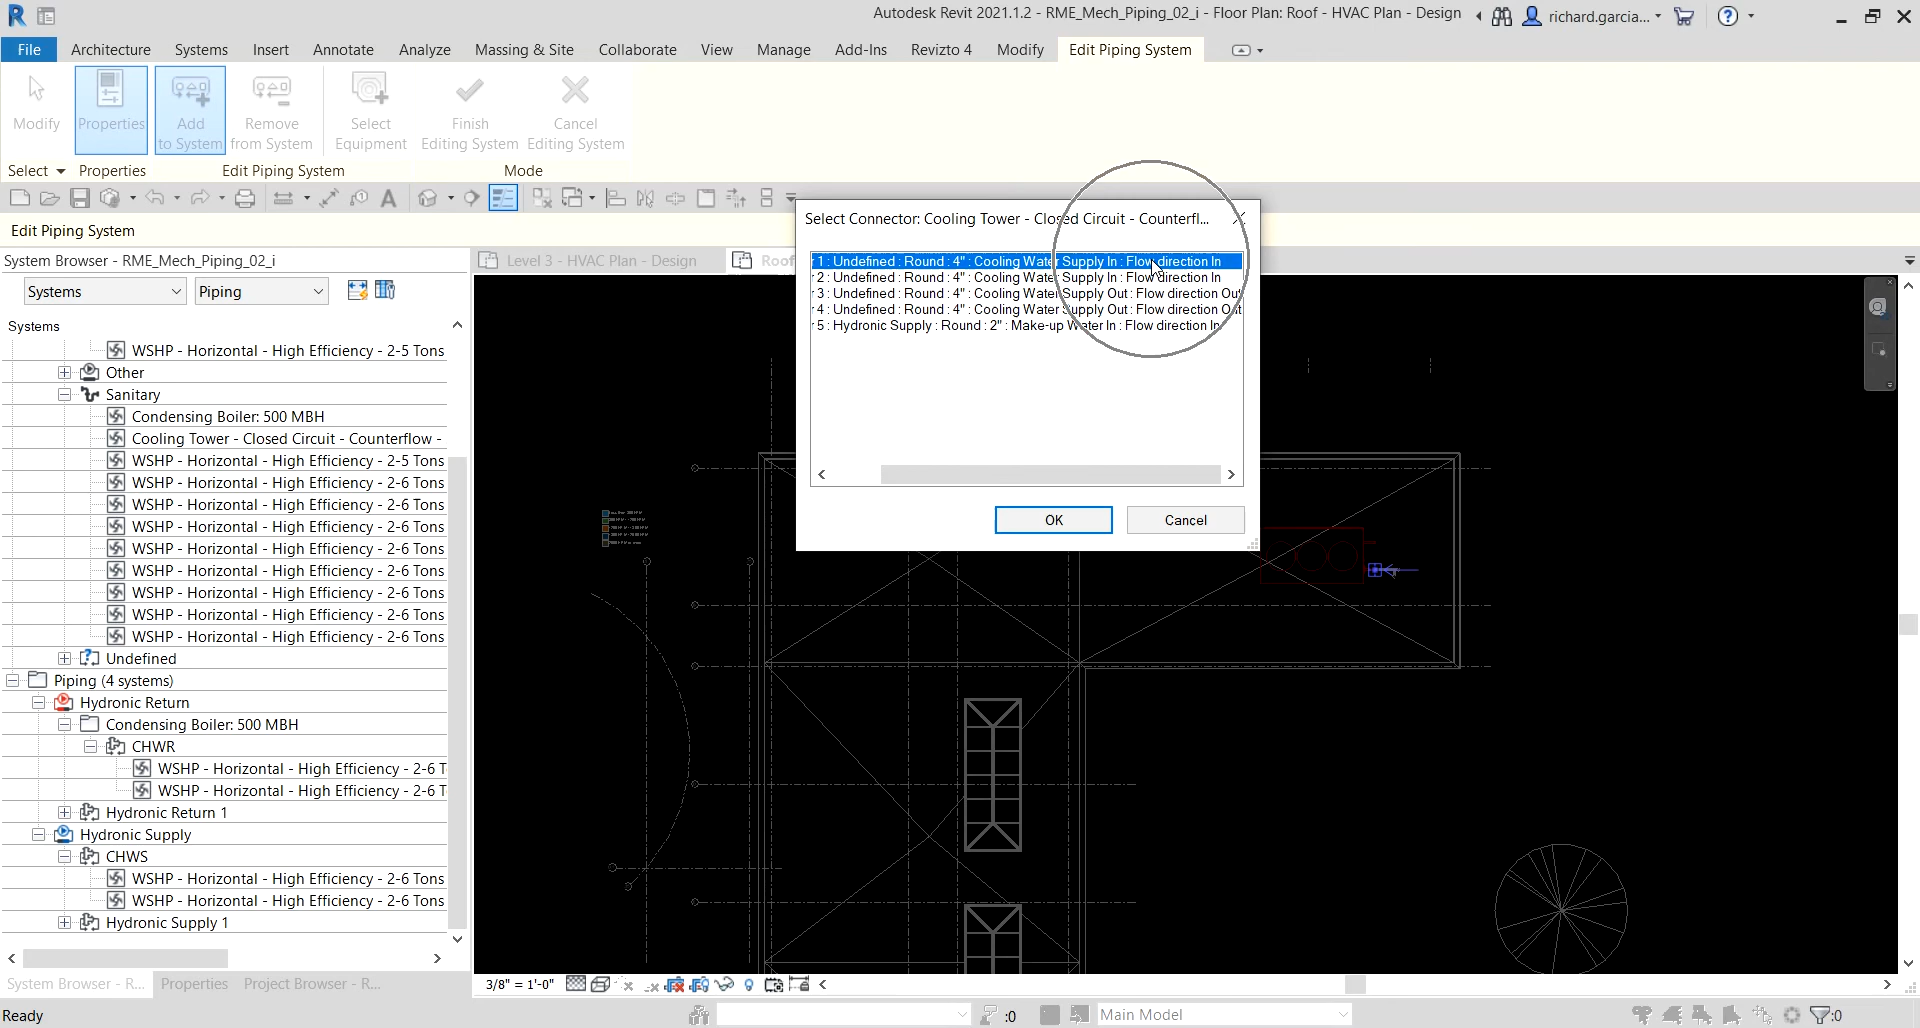 Autodesk Revit 2021.1.2 - RME_Mech_Piping_02_i - Floor Plan: Roof - HVAC Plan - Design
richard.garcia...
File Architecture Systems Insert Annotate Analyze Massing & Site Collaborate View Manage Add-Ins Revizto 4 Modify Edit Piping System
Modify
Properties
Add
to System
Remove
from System
Select
Equipment
Finish
Editing System
Cancel
Editing System
Select Properties Edit Piping System Mode
Edit Piping System
System Browser - RME_Mech_Piping_02_i
Level 3 - HVAC Plan - Design
Roof
Systems Piping
Systems
WSHP - Horizontal - High Efficiency - 2-5 Tons
Other
Sanitary
Condensing Boiler: 500 MBH
Cooling Tower - Closed Circuit - Counterflow -
WSHP - Horizontal - High Efficiency - 2-5 Tons
WSHP - Horizontal - High Efficiency - 2-6 Tons
WSHP - Horizontal - High Efficiency - 2-6 Tons
WSHP - Horizontal - High Efficiency - 2-6 Tons
WSHP - Horizontal - High Efficiency - 2-6 Tons
WSHP - Horizontal - High Efficiency - 2-6 Tons
WSHP - Horizontal - High Efficiency - 2-6 Tons
WSHP - Horizontal - High Efficiency - 2-6 Tons
WSHP - Horizontal - High Efficiency - 2-6 Tons
Undefined
Piping (4 systems)
Hydronic Return
Condensing Boiler: 500 MBH
CHWR
WSHP - Horizontal - High Efficiency - 2-6 T
WSHP - Horizontal - High Efficiency - 2-6 T
Hydronic Return 1
Hydronic Supply
CHWS
WSHP - Horizontal - High Efficiency - 2-6 Tons
WSHP - Horizontal - High Efficiency - 2-6 Tons
Hydronic Supply 1
System Browser - R... Properties Project Browser - R...
Select Connector: Cooling Tower - Closed Circuit - Counterfl...
r 1 : Undefined : Round : 4" : Cooling Water Supply In : Flow direction In
r 2 : Undefined : Round : 4" : Cooling Water Supply In : Flow direction In
r 3 : Undefined : Round : 4" : Cooling Water Supply Out : Flow direction Out
r 4 : Undefined : Round : 4" : Cooling Water Supply Out : Flow direction Out
r 5 : Hydronic Supply : Round : 2" : Make-up Water In : Flow direction In
OK Cancel
3/8" = 1'-0"
Ready
:0
Main Model
:0